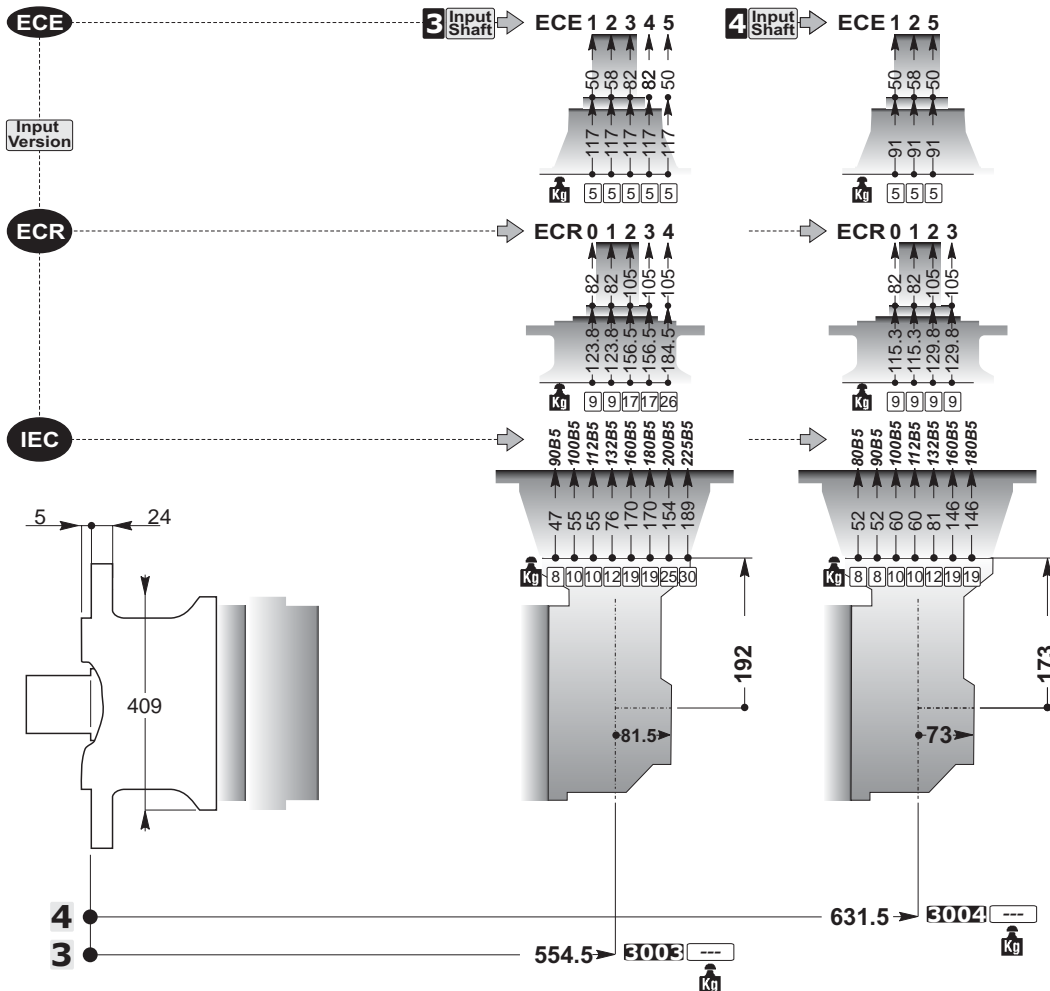 ECE
3 Input Shaft ECE 1 2 3 4 5
4 Input Shaft ECE 1 2 5
50 58 82 82 50
50 58 50
Input
Version
117 117 117 117 117
91 91 91
Kg 5 5 5 5 5
Kg 5 5 5
ECR
ECR 0 1 2 3 4
ECR 0 1 2 3
82 82 105 105 105
82 82 105 105
123.8 123.8 156.5 156.5 184.5
115.3 115.3 129.8 129.8
Kg 9 9 17 17 26
Kg 9 9 9 9
IEC
90B5 100B5 112B5 132B5 160B5 180B5 200B5 225B5
80B5 90B5 100B5 112B5 132B5 160B5 180B5
47 55 55 76 170 170 154 189
52 52 60 60 81 146 146
5 24
Kg 8 10 10 12 19 19 25 30
Kg 8 8 10 10 12 19 19
192
173
409
81.5
73
4 631.5 3004 ---
Kg
3 554.5 3003 ---
Kg